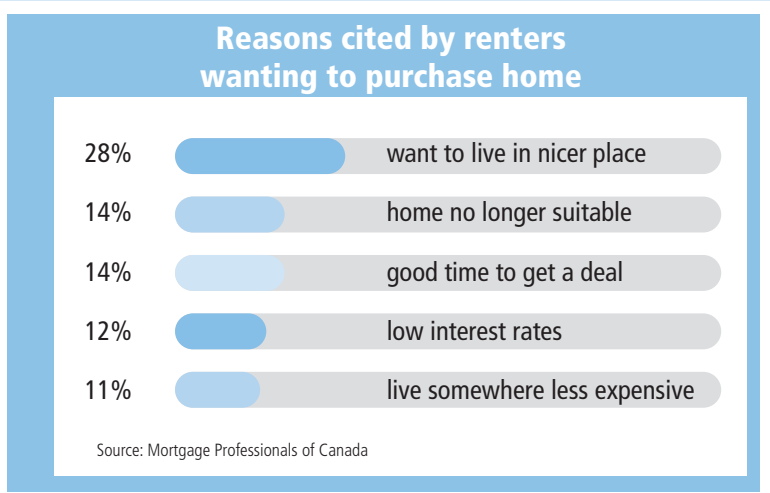 Reasons cited by renters
wanting to purchase home
28% want to live in nicer place
14% home no longer suitable
14% good time to get a deal
12% low interest rates
11% live somewhere less expensive
Source: Mortgage Professionals of Canada